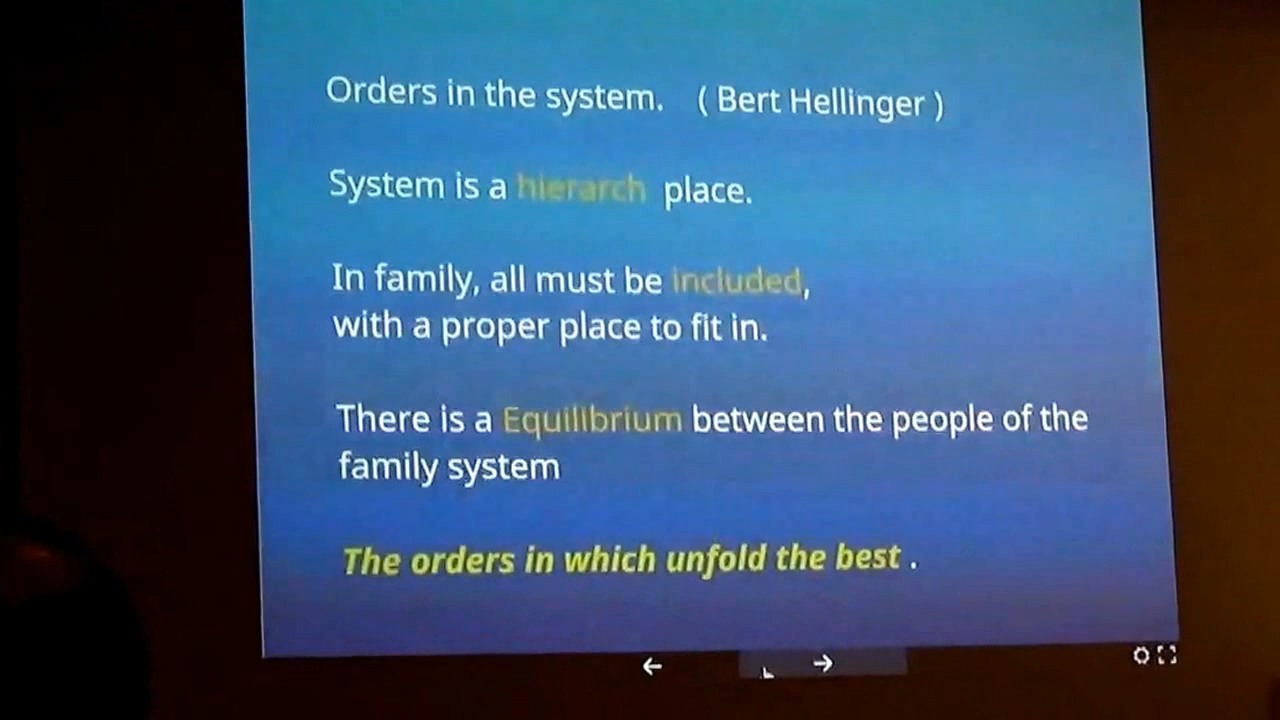 Orders in the system. ( Bert Hellinger )
System is a hierarch place.
In family, all must be included,
with a proper place to fit in.
There is a Equilibrium between the people of the
family system
The orders in which unfold the best .